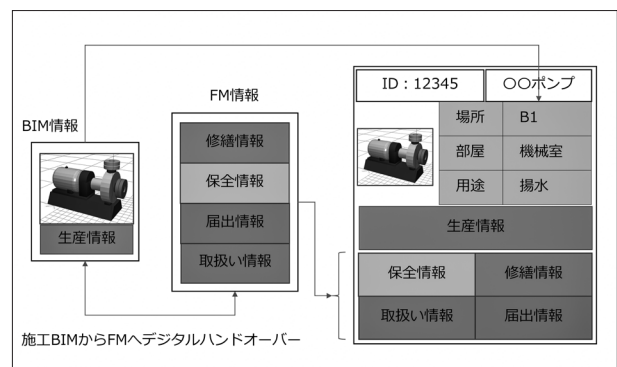 BIM情報
生産情報
FM情報
修繕情報
保全情報
届出情報
取扱い情報
施工BIMからFMへデジタルハンドオーバー
ID：12345
〇〇ポンプ
場所
B1
部屋
機械室
用途
揚水
生産情報
保全情報
修繕情報
取扱い情報
届出情報